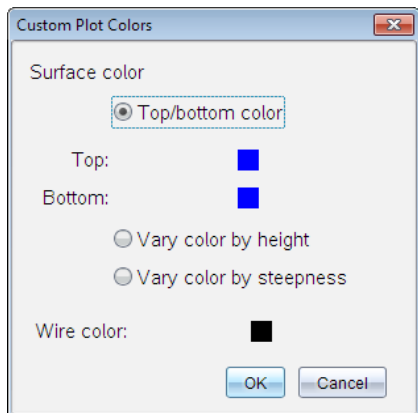 Custom Plot Colors
Surface color
Top/bottom color
Top:
Bottom:
Vary color by height
Vary color by steepness
Wire color:
OK Cancel